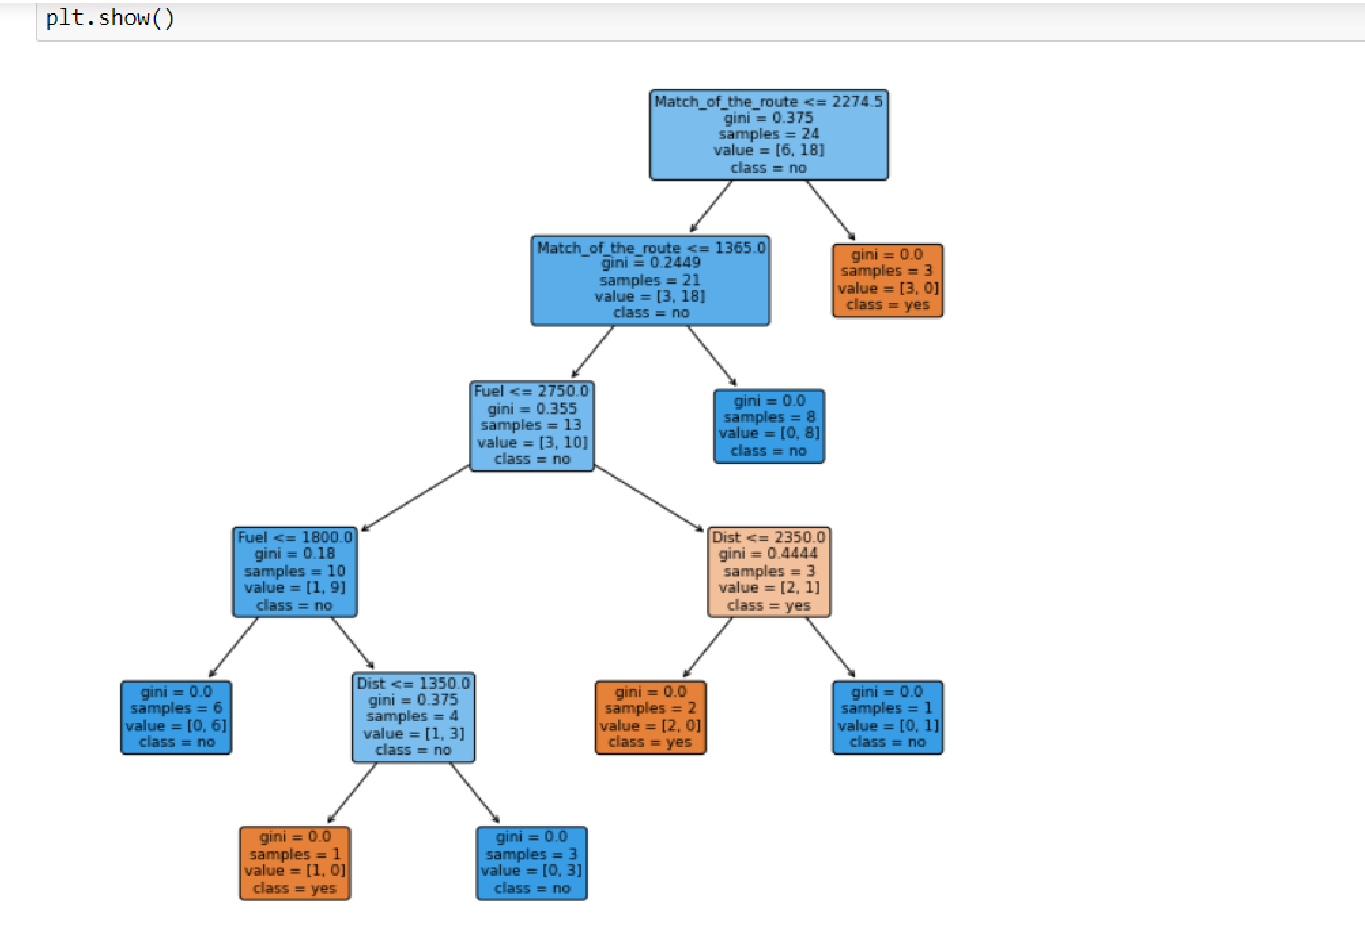 plt.show()
Match_of_the_route <= 2274.5
gini = 0.375
samples = 24
value = [6, 18]
class = no
Match_of_the_route <= 1365.0
gini = 0.2449
samples = 21
value = [3, 18]
class = no
gini = 0.0
samples = 3
value = [3, 0]
class = yes
Fuel <= 2750.0
gini = 0.355
samples = 13
value = [3, 10]
class = no
gini = 0.0
samples = 8
value = [0, 8]
class = no
Fuel <= 1800.0
gini = 0.18
samples = 10
value = [1, 9]
class = no
Dist <= 2350.0
gini = 0.4444
samples = 3
value = [2, 1]
class = yes
gini = 0.0
samples = 6
value = [0, 6]
class = no
Dist <= 1350.0
gini = 0.375
samples = 4
value = [1, 3]
class = no
gini = 0.0
samples = 2
value = [2, 0]
class = yes
gini = 0.0
samples = 1
value = [0, 1]
class = no
gini = 0.0
samples = 1
value = [1, 0]
class = yes
gini = 0.0
samples = 3
value = [0, 3]
class = no